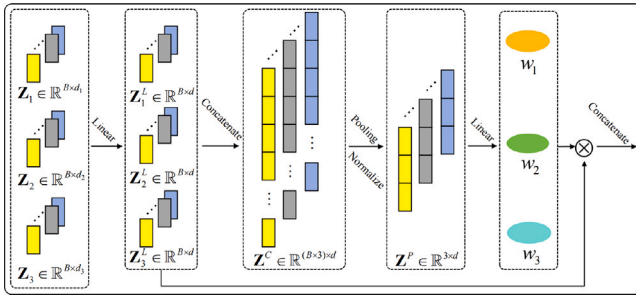 Z₁ ∈ ℝ^{B×d₁}
Z₂ ∈ ℝ^{B×d₂}
Z₃ ∈ ℝ^{B×d₃}
Linear
Z₁^L ∈ ℝ^{B×d}
Z₂^L ∈ ℝ^{B×d}
Z₃^L ∈ ℝ^{B×d}
Concatenate
Z^C ∈ ℝ^{(B×3)×d}
Pooling
Normalize
Z^P ∈ ℝ^{3×d}
Linear
w₁
w₂
w₃
Concatenate